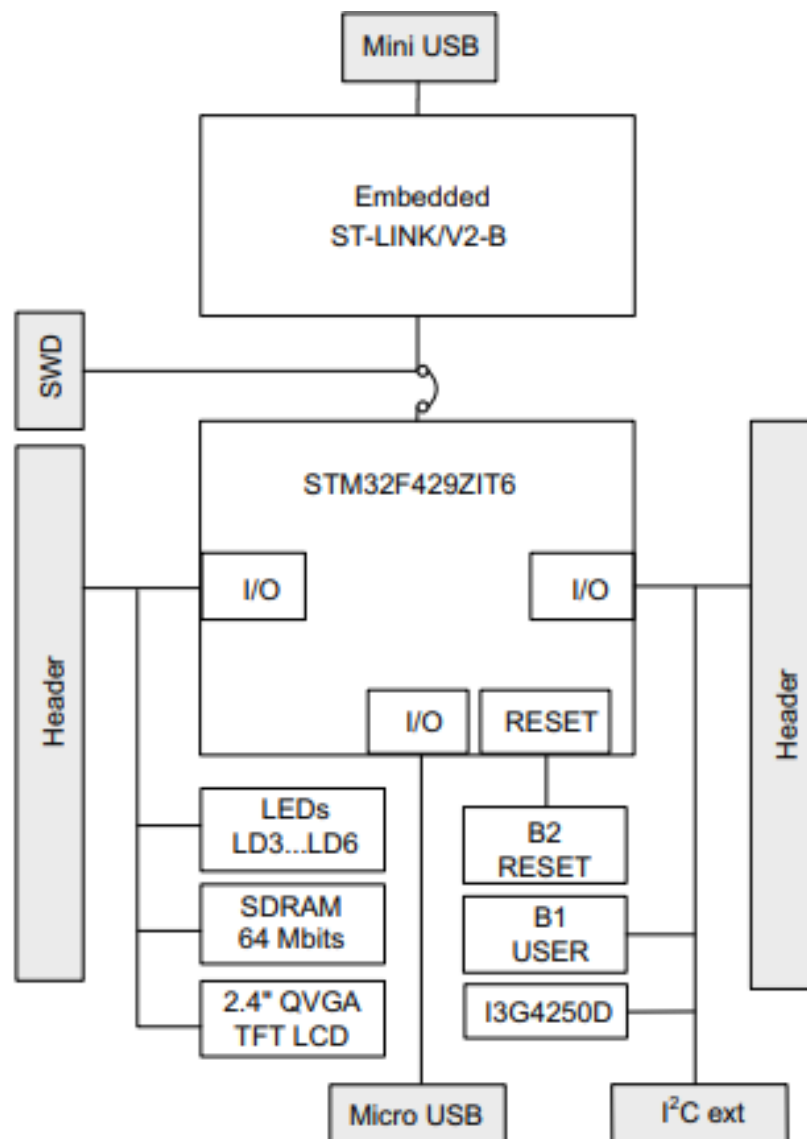 Mini USB
Embedded
ST-LINK/V2-B
SWD
STM32F429ZIT6
I/O
I/O
Header
Header
I/O
RESET
LEDs
LD3...LD6
B2
RESET
SDRAM
64 Mbits
B1
USER
2.4" QVGA
TFT LCD
I3G4250D
Micro USB
I²C ext